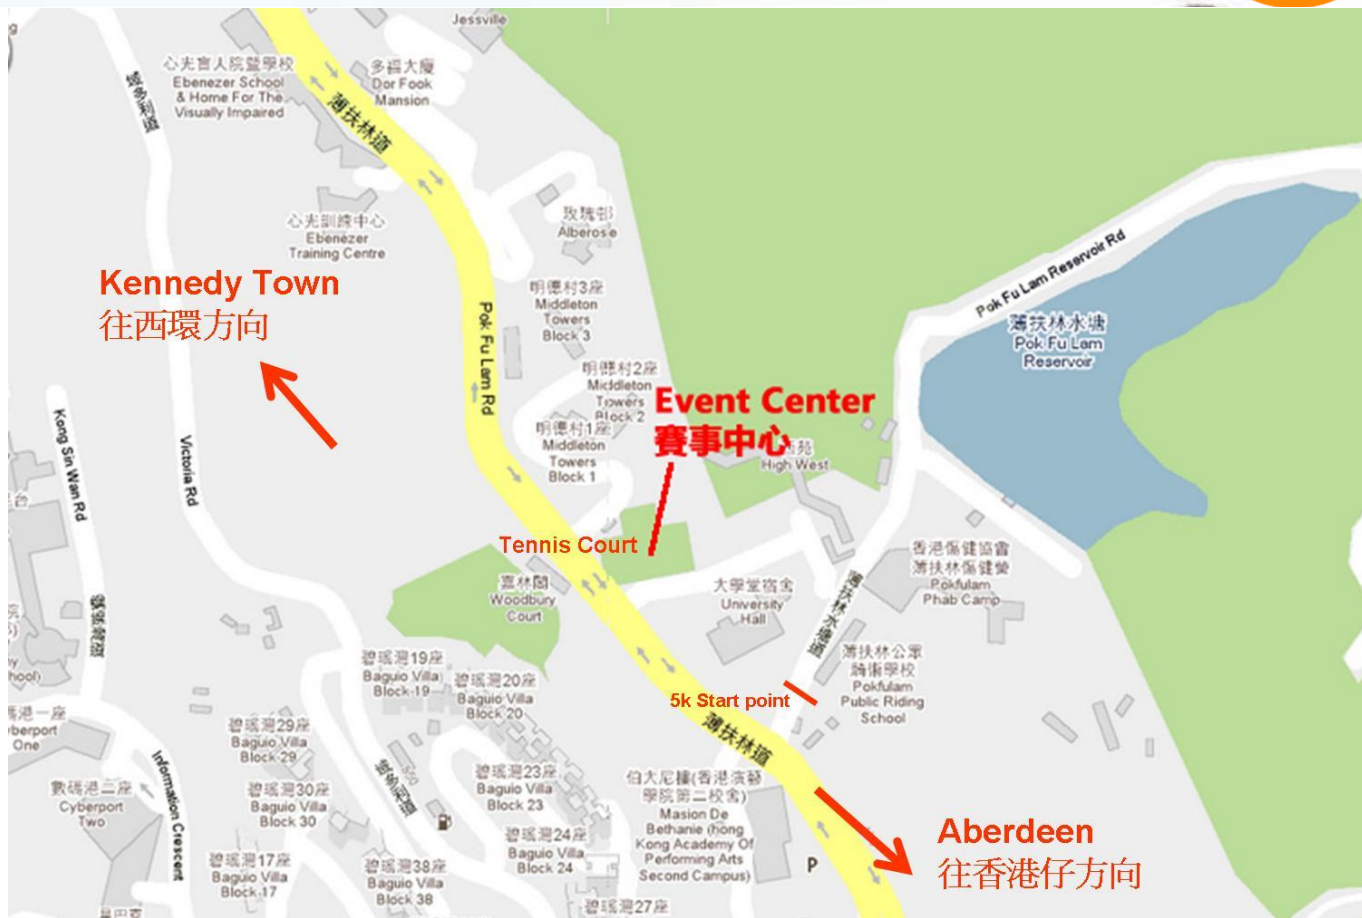 Jessville
心光盲人院暨學校
Ebenezer School
& Home For The
Visually Impaired
多福大廈
Dor Fook
Mansion
薄扶林道
心光訓練中心
Ebenezer
Training Centre
玫瑰邨
Alberose
Kennedy Town
往西環方向
明德村3座
Middleton
Towers
Block 3
Pok Fu Lam Rd
Pok Fu Lam Reservoir Rd
薄扶林水塘
Pok Fu Lam
Reservoir
明德村2座
Middleton
Towers
Block 2
Event Center
賽事中心
明德村1座
Middleton
Towers
Block 1
苑
High West
Kong Sin Wan Rd
Victoria Rd
台
Tennis Court
嘉林閣
Woodbury
Court
大學堂宿舍
University
Hall
薄扶林水塘道
香港傷健協會
薄扶林傷健營
Pokfulam
Phab Camp
薄扶林公眾
騎術學校
Pokfulam
Public Riding
School
碧瑤灣19座
Baguio Villa
Block 19
碧瑤灣20座
Baguio Villa
Block 20
5k Start point
薄扶林道
hool)
碼港一座
yberport
One
碧瑤灣29座
Baguio Villa
Block 29
Information Crescent
數碼港二座
Cyberport
Two
碧瑤灣30座
Baguio Villa
Block 30
碧瑤灣23座
Baguio Villa
Block 23
伯大尼樓(香港演藝
學院第二校舍)
Masion De
Bethanie (hong
Kong Academy Of
Performing Arts
Second Campus)
碧瑤灣24座
Baguio Villa
Block 24
碧瑤灣17座
Baguio Villa
Block 17
碧瑤灣38座
Baguio Villa
Block 38
碧瑤灣27座
P
Aberdeen
往香港仔方向